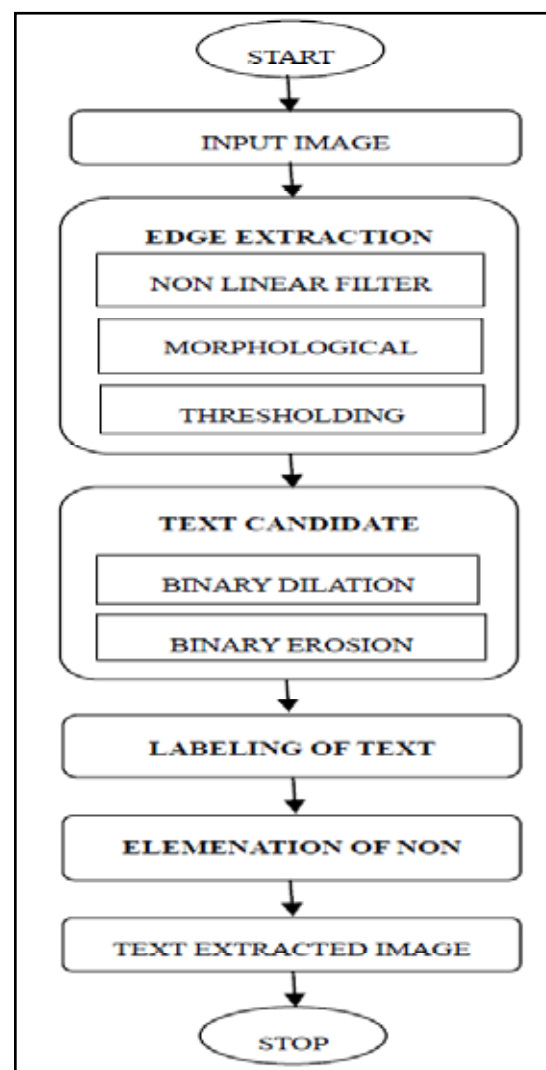 START
INPUT IMAGE
EDGE EXTRACTION
NON LINEAR FILTER
MORPHOLOGICAL
THRESHOLDING
TEXT CANDIDATE
BINARY DILATION
BINARY EROSION
LABELING OF TEXT
ELEMENATION OF NON
TEXT EXTRACTED IMAGE
STOP